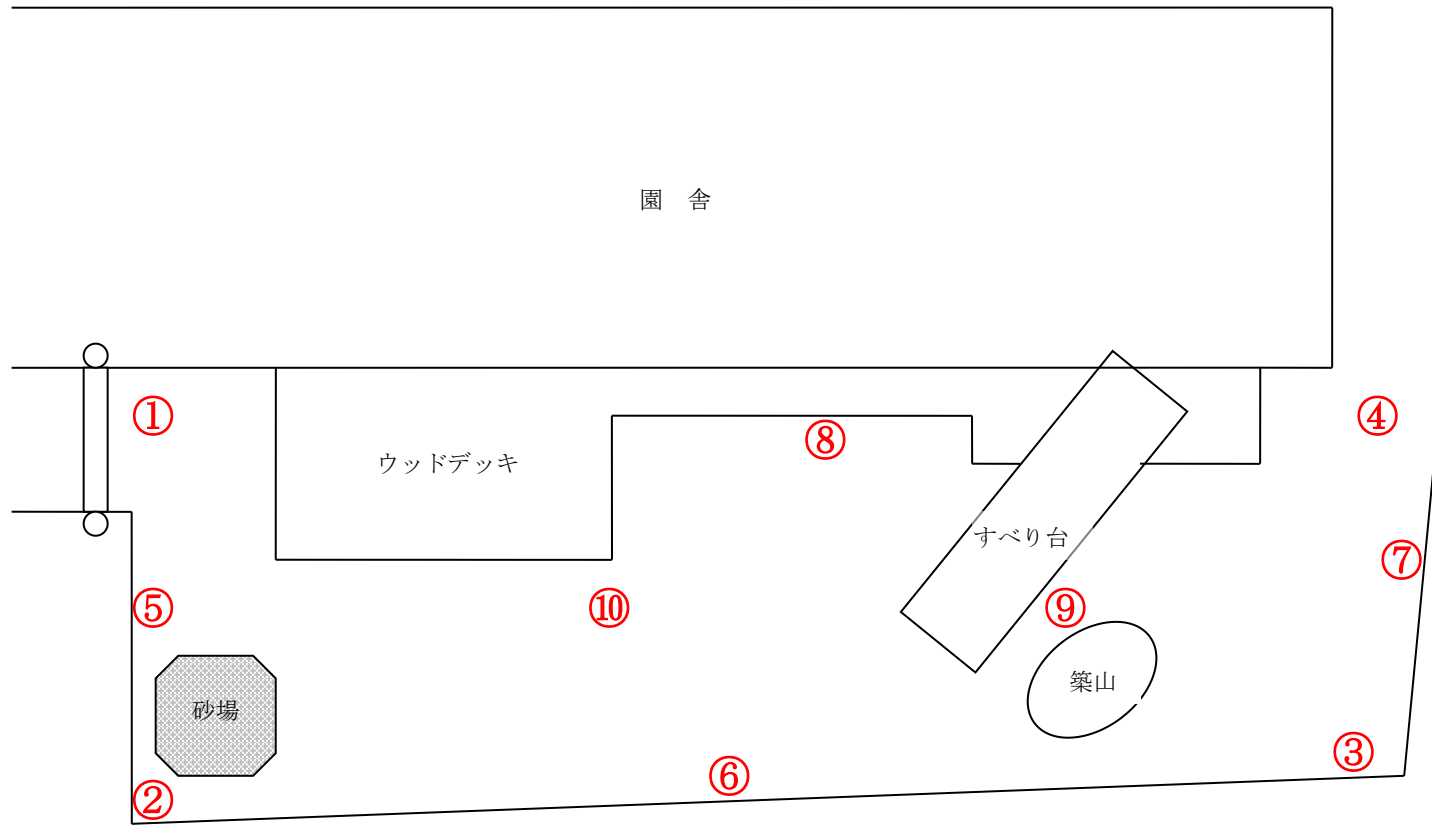 園　舎
①
④
⑧
ウッドデッキ
すべり台
⑦
⑤
⑩
⑨
築山
砂場
③
⑥
②